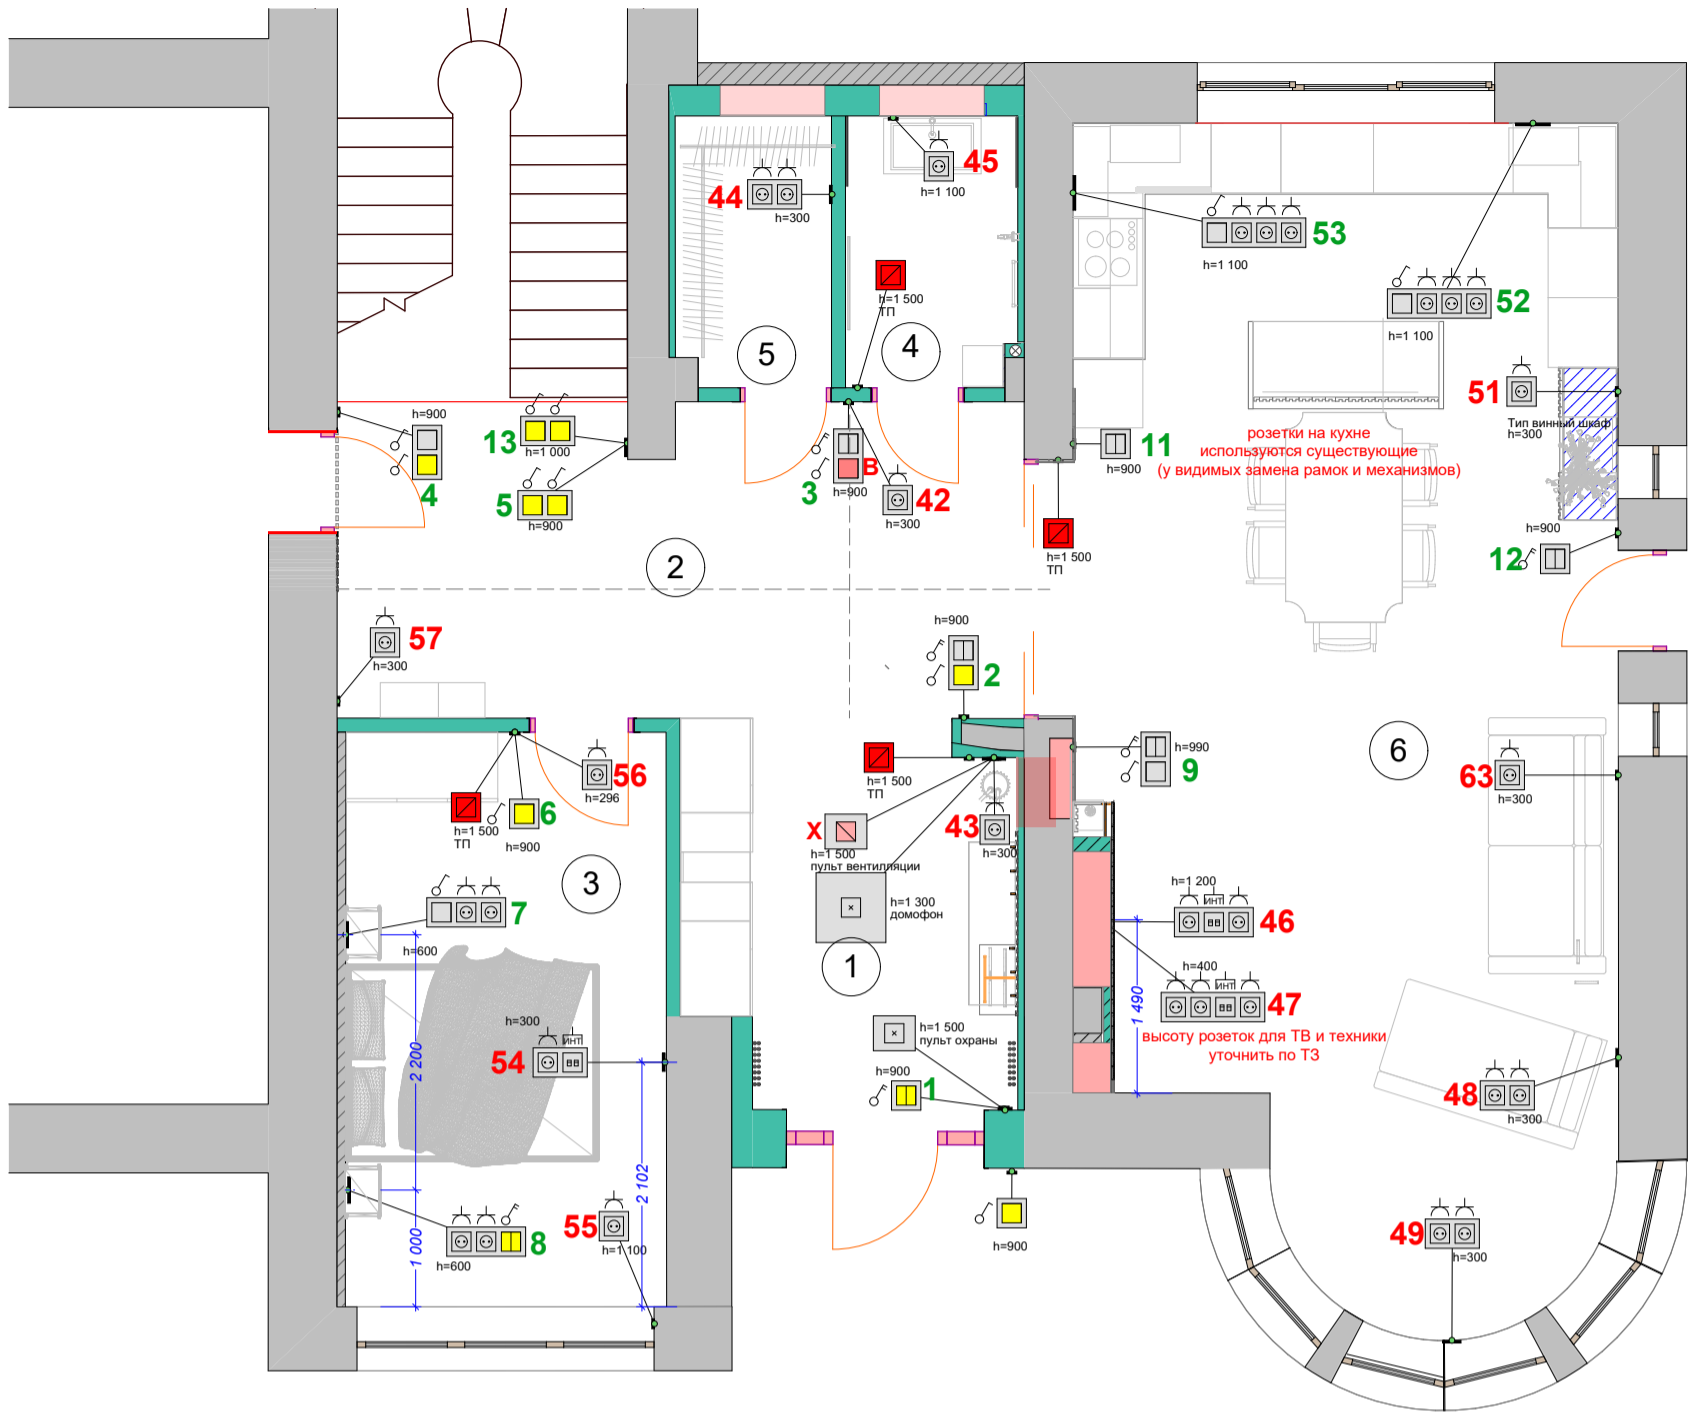 45
h=1 100
44
h=300
53
h=1 100
52
h=1 100
h=1 500
ТП
5
4
51
Тип винный шкаф
h=300
h=900
4
13
h=1 000
5
h=900
3
В
h=900
42
h=300
11
h=900
розетки на кухне
используются существующие
(у видимых замена рамок и механизмов)
h=900
12
h=1 500
ТП
2
57
h=300
h=900
2
56
h=296
h=1 500
ТП
6
h=900
h=1 500
ТП
h=990
9
6
63
h=300
X
h=1 500
пульт вентиляции
43
h=300
3
7
h=600
h=1 300
домофон
1
h=1 200
ИНТ
46
h=400
ИНТ
47
высоту розеток для ТВ и техники
уточнить по ТЗ
1 490
h=300
ИНТ
54
2 200
h=1 500
пульт охраны
h=900
1
48
h=300
2 102
1 000
8
h=600
55
h=1 100
h=900
49
h=300